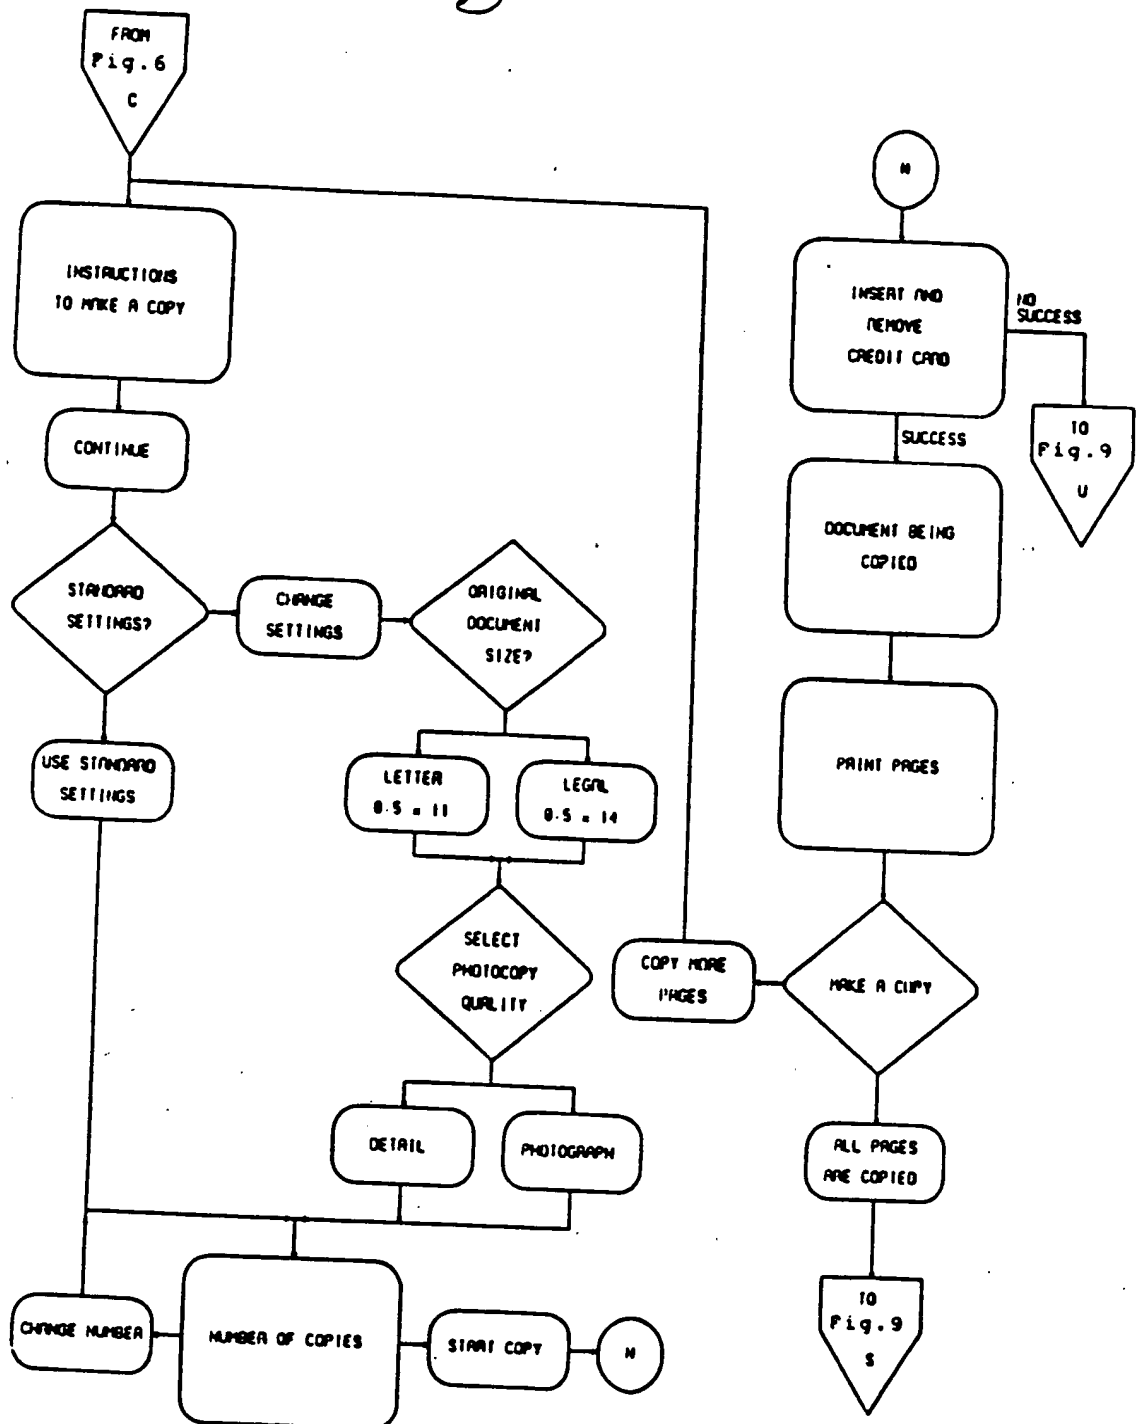 FROM
Fig.6
C
INSTRUCTIONS
TO MAKE A COPY
CONTINUE
STANDARD
SETTINGS?
CHANGE
SETTINGS
ORIGINAL
DOCUMENT
SIZE?
USE STANDARD
SETTINGS
LETTER
8.5 x 11
LEGAL
8.5 x 14
SELECT
PHOTOCOPY
QUALITY
DETAIL
PHOTOGRAPH
CHANGE NUMBER
NUMBER OF COPIES
START COPY
N
N
INSERT AND
REMOVE
CREDIT CARD
NO
SUCCESS
TO
Fig.9
U
SUCCESS
DOCUMENT BEING
COPIED
PRINT PAGES
MAKE A COPY
COPY MORE
PAGES
ALL PAGES
ARE COPIED
TO
Fig.9
S